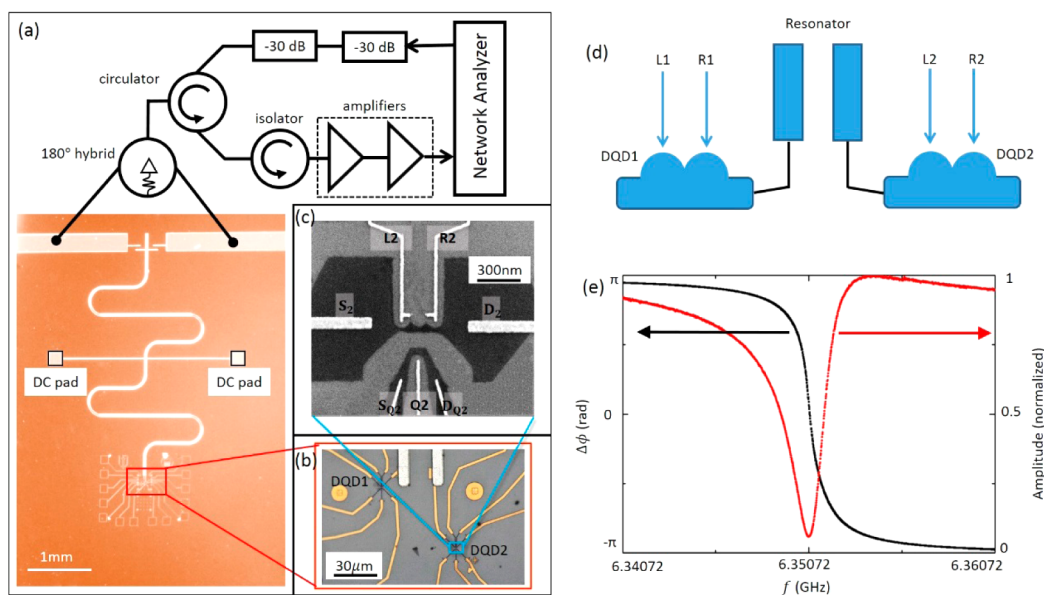 (a)
-30 dB
-30 dB
circulator
isolator
amplifiers
180° hybrid
Network Analyzer
DC pad
DC pad
1mm
(c)
L2
R2
300nm
S₂
D₂
S_Q2
Q2
D_Q2
(b)
DQD1
DQD2
30μm
(d)
Resonator
L1
R1
L2
R2
DQD1
DQD2
(e)
π
0
-π
Δϕ (rad)
1
0.5
0
Amplitude (normalized)
6.34072
6.35072
6.36072
f (GHz)